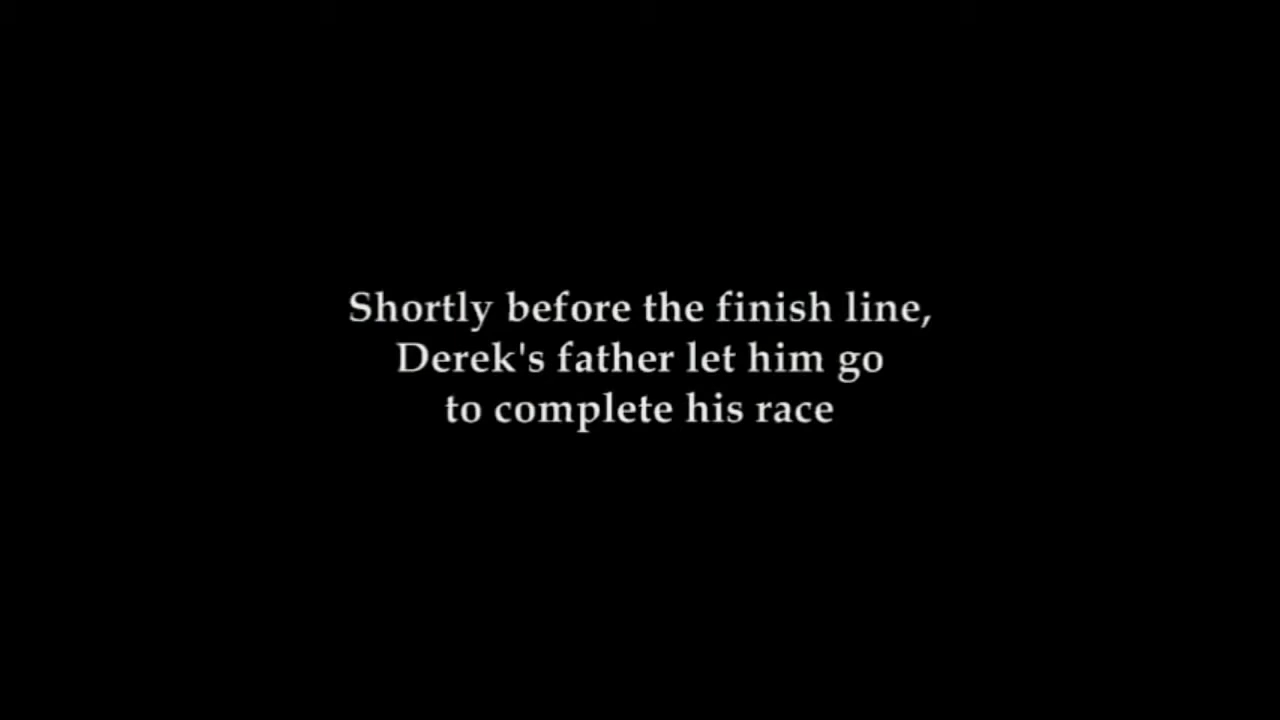 Shortly before the finish line,
Derek's father let him go
to complete his race